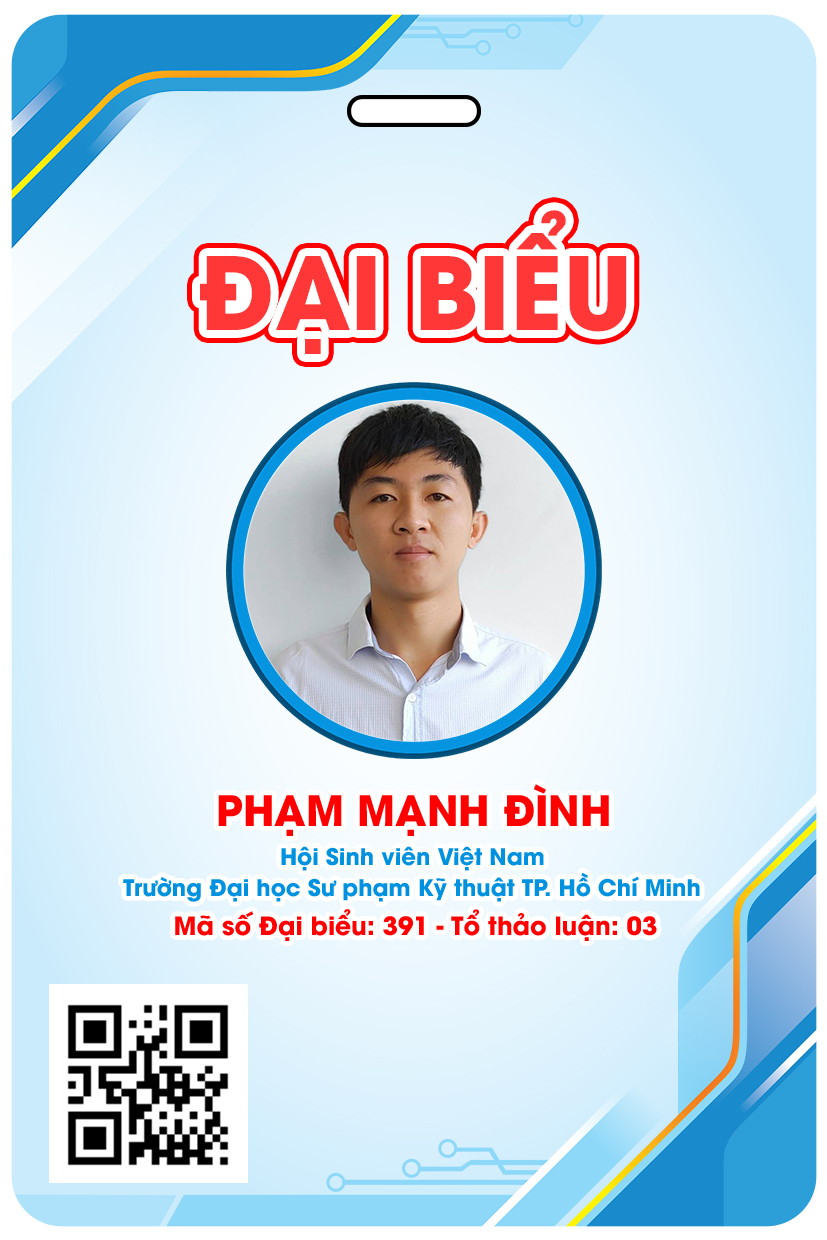 ĐẠI BIỂU
PHẠM MẠNH ĐÌNH
Hội Sinh viên Việt Nam
Trường Đại học Sư phạm Kỹ thuật TP. Hồ Chí Minh
Mã số Đại biểu: 391 - Tổ thảo luận: 03